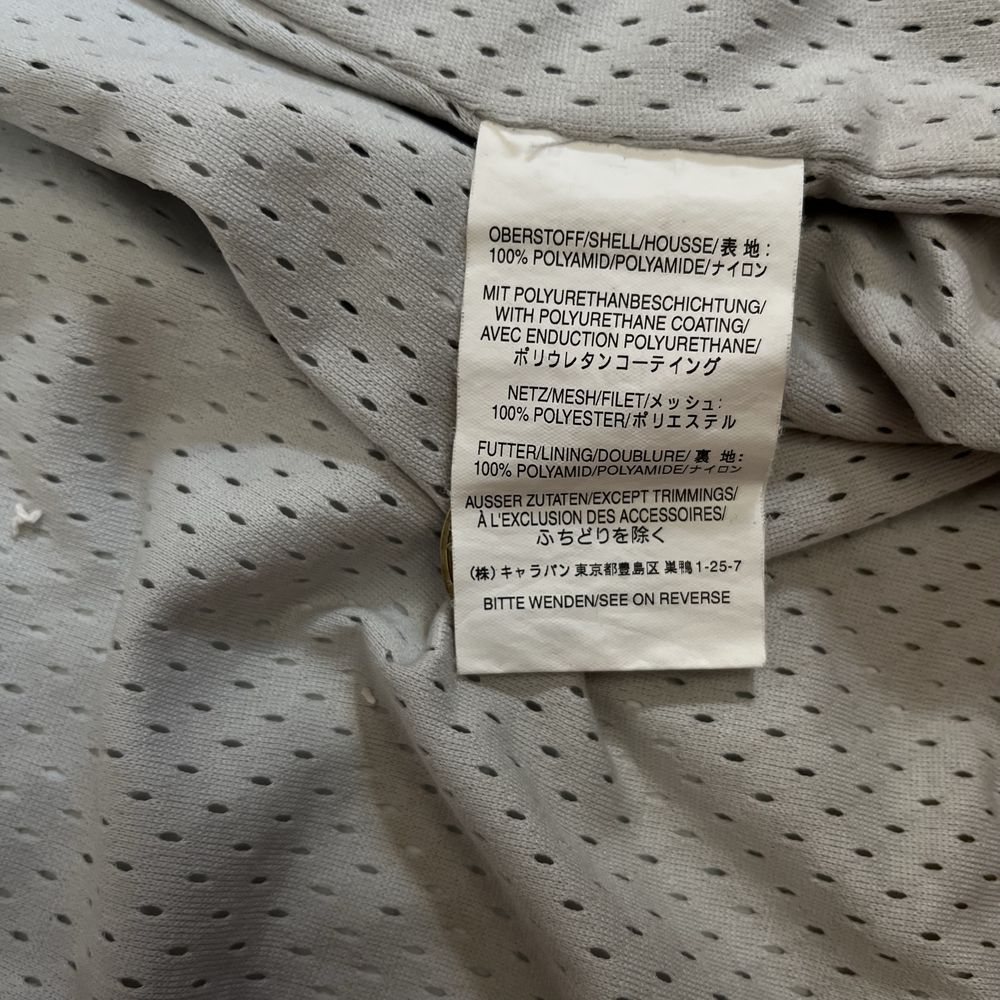 OBERSTOFF/SHELL/HOUSSE/表 地:
100% POLYAMID/POLYAMIDE/ナイロン
MIT POLYURETHANBESCHICHTUNG/
WITH POLYURETHANE COATING/
AVEC ENDUCTION POLYURETHANE/
ポリウレタンコーテイング
NETZ/MESH/FILET/メッシュ:
100% POLYESTER/ポリエステル
FUTTER/LINING/DOUBLURE/裏 地:
100% POLYAMID/POLYAMIDE/ナイロン
AUSSER ZUTATEN/EXCEPT TRIMMINGS/
À L'EXCLUSION DES ACCESSOIRES/
ふちどりを除く
(株)キャラバン 東京都豊島区 巣鴨1-25-7
BITTE WENDEN/SEE ON REVERSE